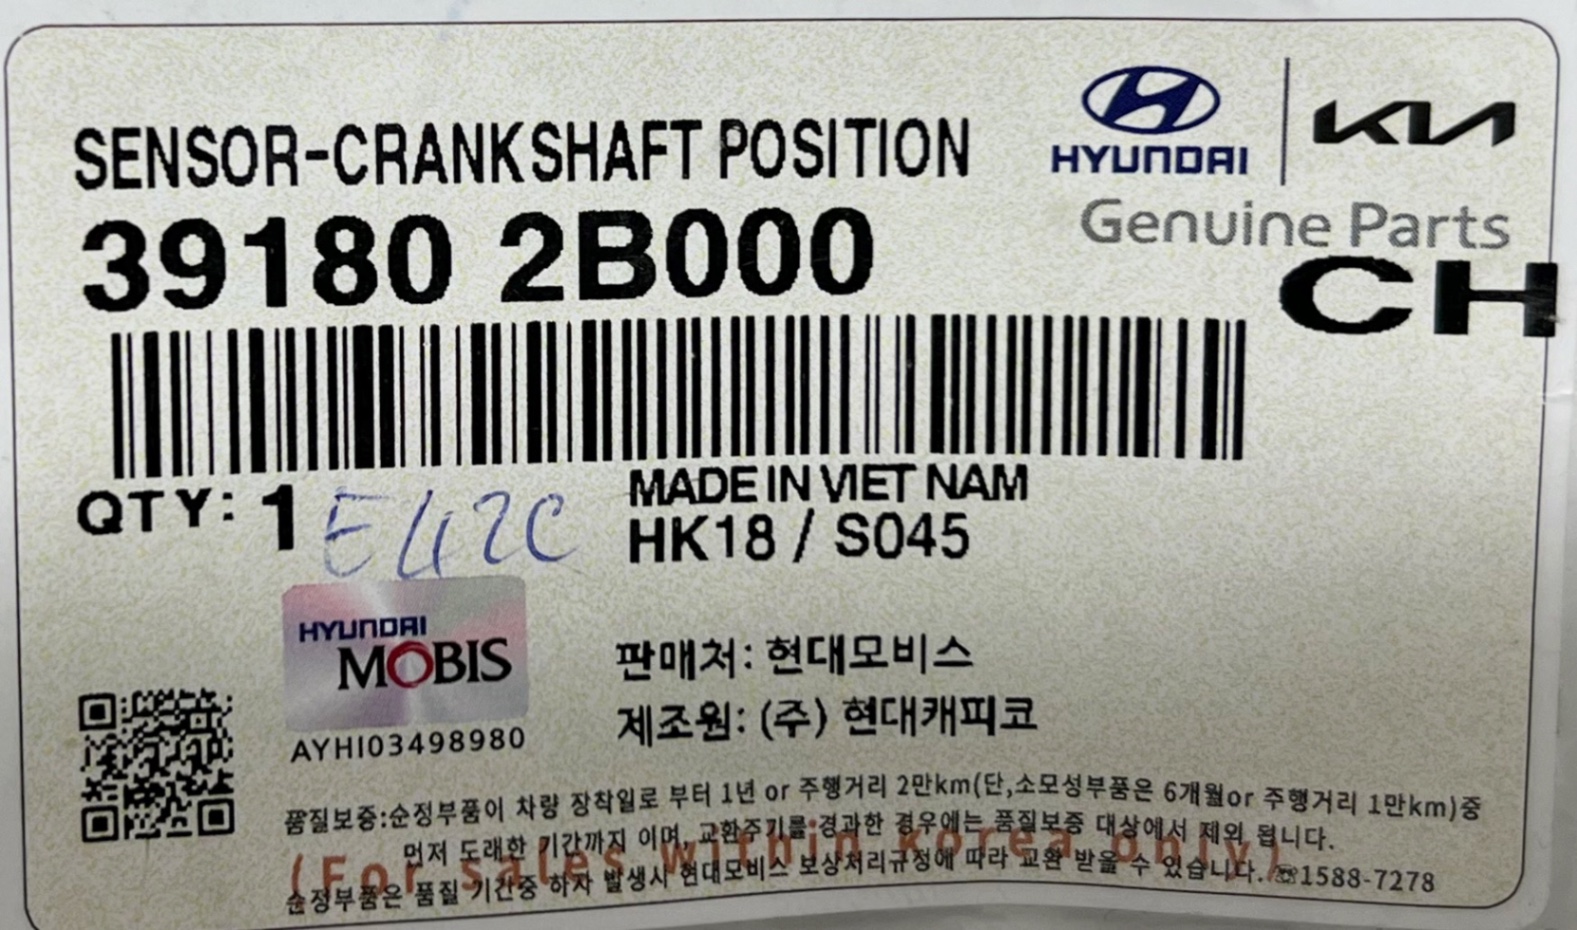 SENSOR-CRANKSHAFT POSITION
HYUNDAI
KIA
Genuine Parts
39180 2B000
CH
QTY: 1
E42C
MADE IN VIET NAM
HK18 / S045
HYUNDAI
MOBIS
AYHI03498980
판매처: 현대모비스
제조원: (주) 현대캐피코
품질보증:순정부품이 차량 장착일로 부터 1년 or 주행거리 2만km(단,소모성부품은 6개월or 주행거리 1만km)중
먼저 도래한 기간까지 이며, 교환주기를 경과한 경우에는 품질보증 대상에서 제외 됩니다.
(For sales within Korea only)
순정부품은 품질 기간중 하자 발생시 현대모비스 보상처리규정에 따라 교환 받을 수 있습니다.☏1588-7278